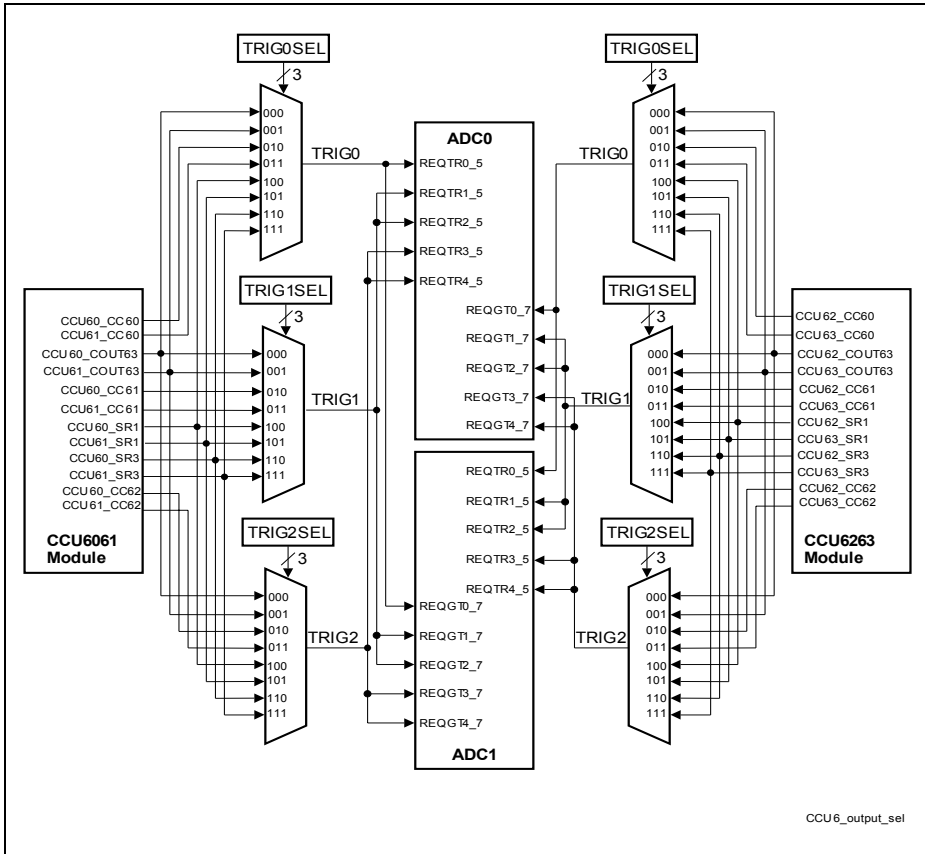 TRIG0SEL
3
000
001
010
011
100
101
110
111
TRIG0
TRIG1SEL
3
000
001
010
011
100
101
110
111
TRIG1
TRIG2SEL
3
000
001
010
011
100
101
110
111
TRIG2
CCU60_CC60
CCU61_CC60
CCU60_COUT63
CCU61_COUT63
CCU60_CC61
CCU61_CC61
CCU60_SR1
CCU61_SR1
CCU60_SR3
CCU61_SR3
CCU60_CC62
CCU61_CC62
CCU6061
Module
ADC0
REQTR0_5
REQTR1_5
REQTR2_5
REQTR3_5
REQTR4_5
REQGT0_7
REQGT1_7
REQGT2_7
REQGT3_7
REQGT4_7
REQTR0_5
REQTR1_5
REQTR2_5
REQTR3_5
REQTR4_5
REQGT0_7
REQGT1_7
REQGT2_7
REQGT3_7
REQGT4_7
ADC1
TRIG0SEL
3
000
001
010
011
100
101
110
111
TRIG0
TRIG1SEL
3
000
001
010
011
100
101
110
111
TRIG1
TRIG2SEL
3
000
001
010
011
100
101
110
111
TRIG2
CCU62_CC60
CCU63_CC60
CCU62_COUT63
CCU63_COUT63
CCU62_CC61
CCU63_CC61
CCU62_SR1
CCU63_SR1
CCU62_SR3
CCU63_SR3
CCU62_CC62
CCU63_CC62
CCU6263
Module
CCU6_output_sel